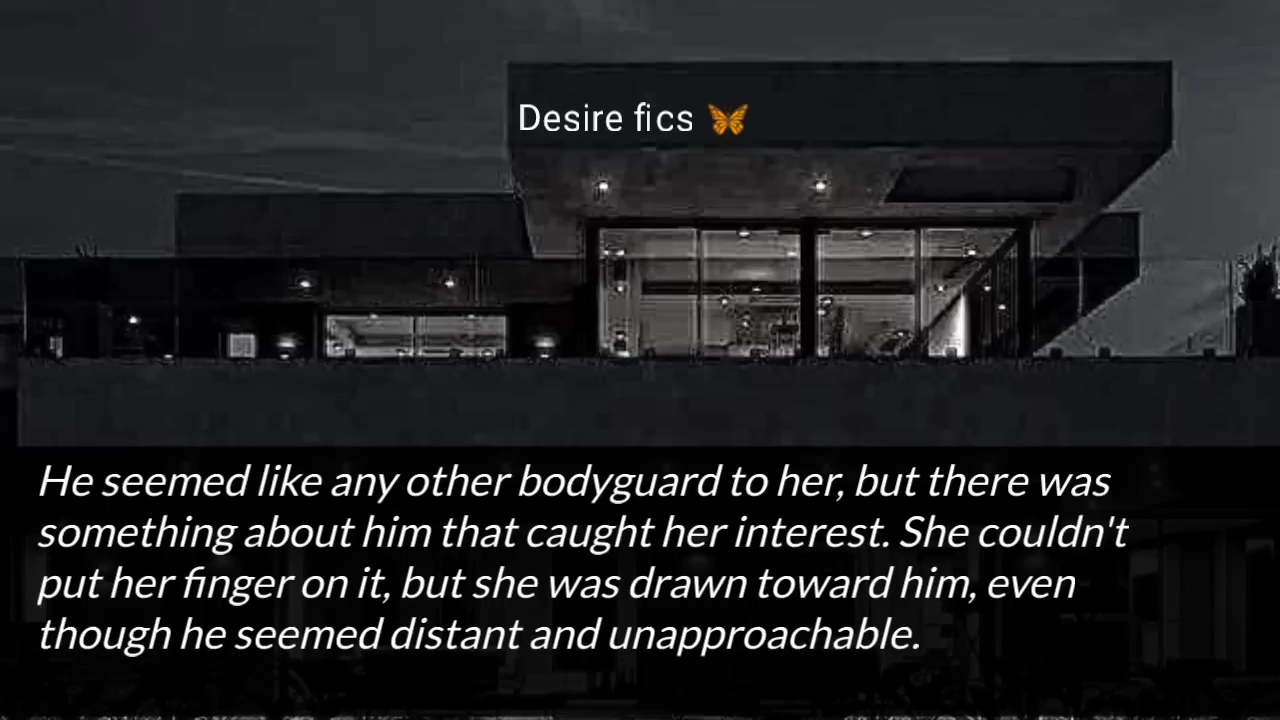 Desire fics 🦋
He seemed like any other bodyguard to her, but there was
something about him that caught her interest. She couldn't
put her finger on it, but she was drawn toward him, even
though he seemed distant and unapproachable.